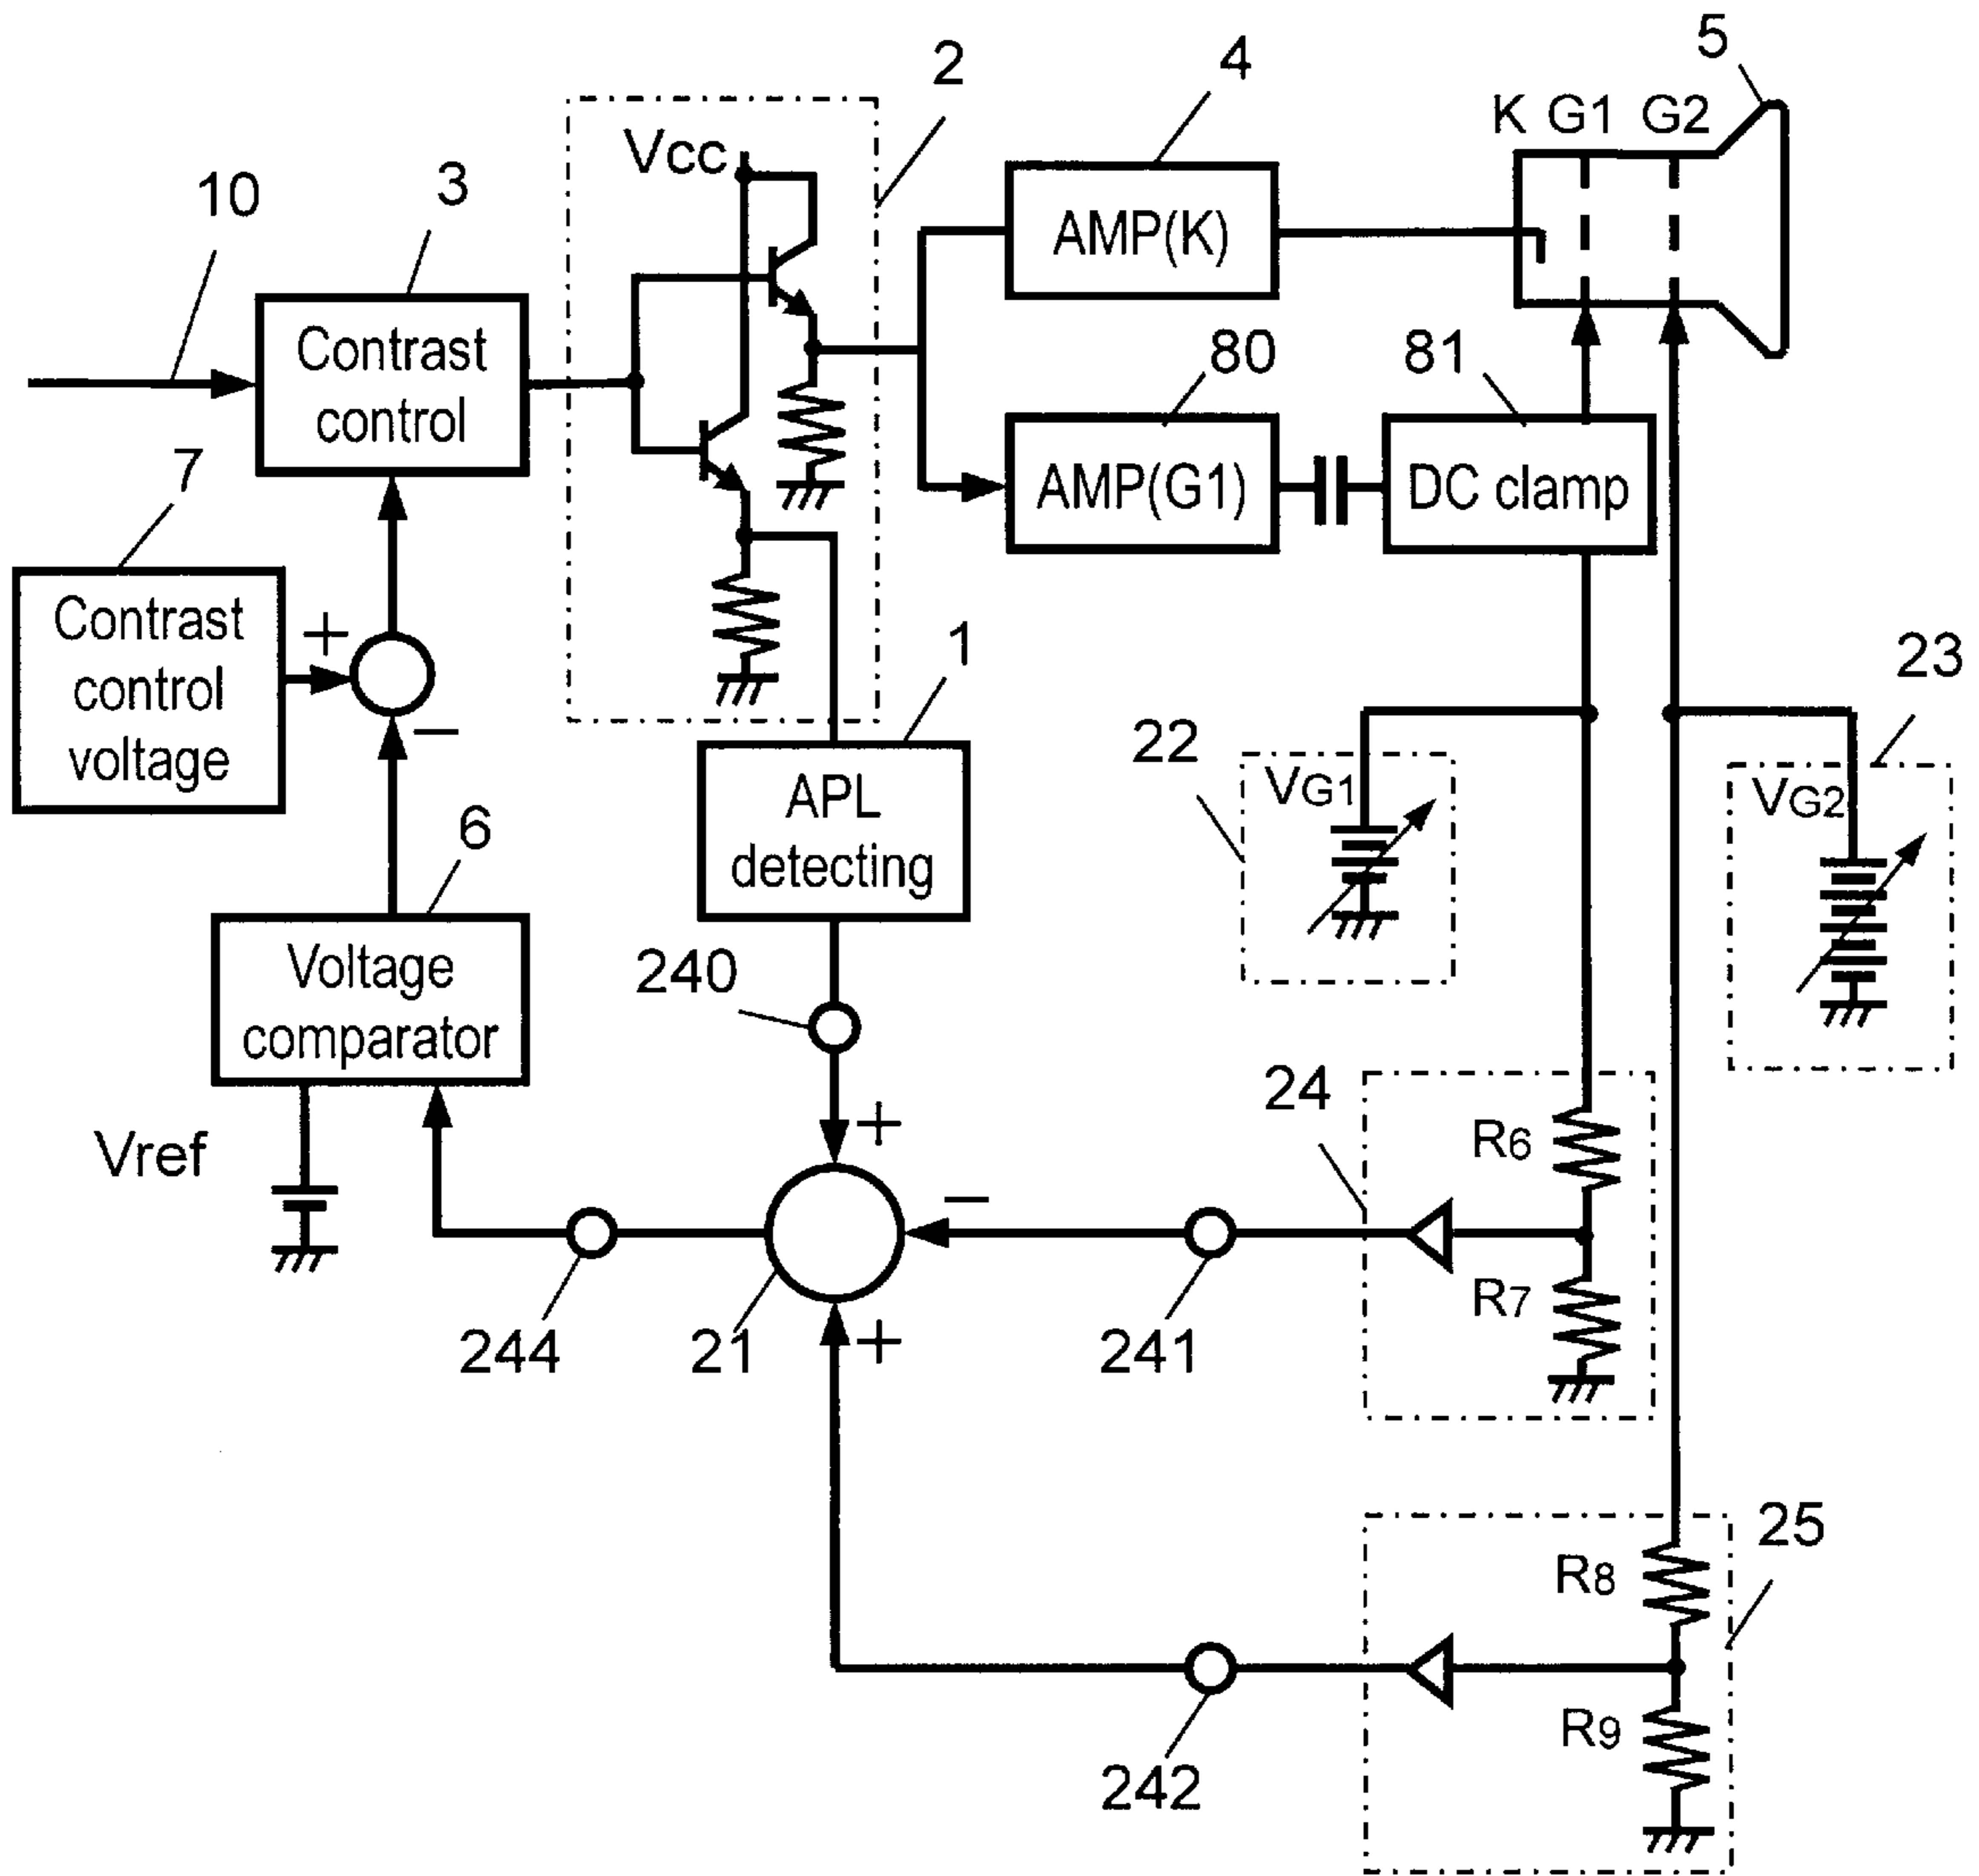 5
2
4
K G1 G2
Vcc
10
3
AMP(K)
Contrast
control
80
81
7
AMP(G1)
DC clamp
Contrast
control
voltage
+
−
1
23
22
VG1
VG2
APL
detecting
6
240
Voltage
comparator
24
+
R6
Vref
−
R7
244
21
+
241
25
R8
R9
242